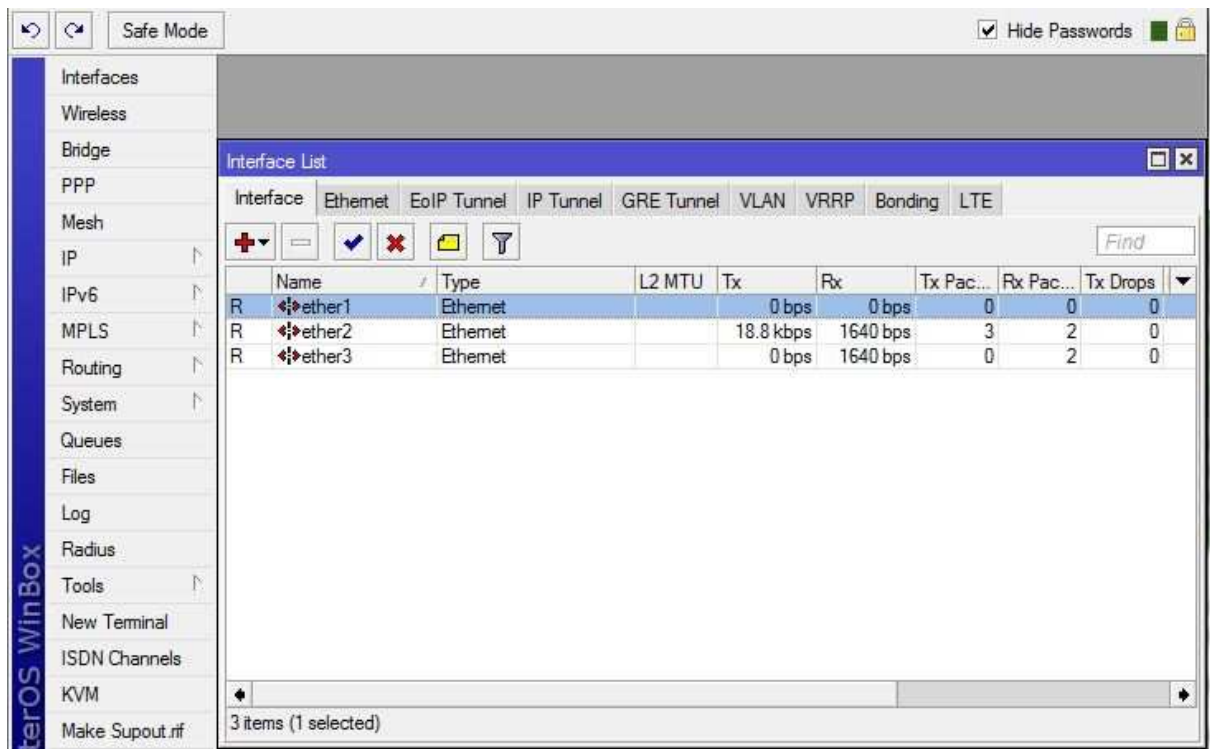 Safe Mode
Hide Passwords
Interfaces
Wireless
Bridge
PPP
Mesh
IP
IPv6
MPLS
Routing
System
Queues
Files
Log
Radius
Tools
New Terminal
ISDN Channels
KVM
Make Supout.rif
terOS WinBox
Interface List
Interface Ethernet EoIP Tunnel IP Tunnel GRE Tunnel VLAN VRRP Bonding LTE
Find
Name Type L2 MTU Tx Rx Tx Pac... Rx Pac... Tx Drops
R ether1 Ethernet 0 bps 0 bps 0 0 0
R ether2 Ethernet 18.8 kbps 1640 bps 3 2 0
R ether3 Ethernet 0 bps 1640 bps 0 2 0
3 items (1 selected)